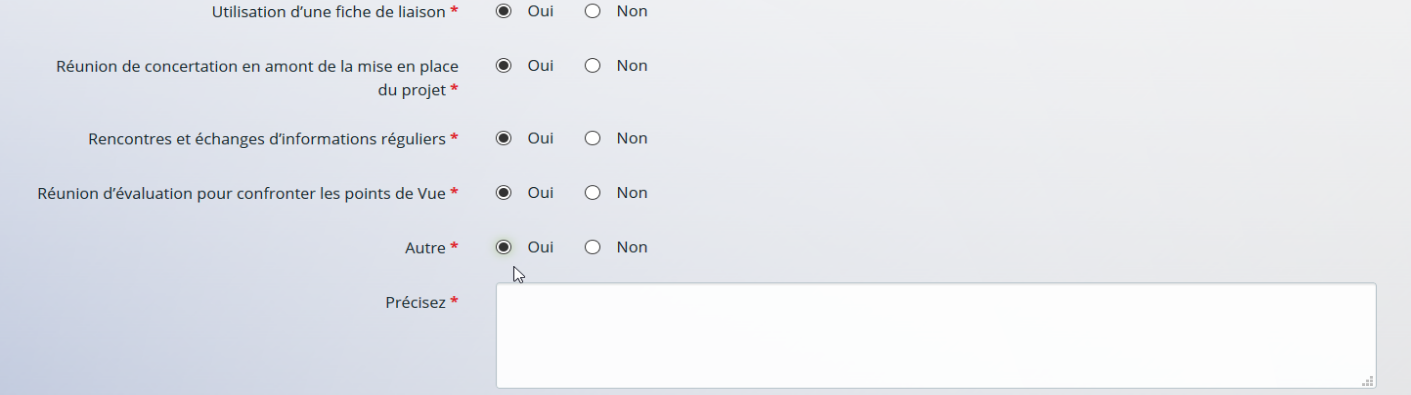 Utilisation d’une fiche de liaison * Oui Non
Réunion de concertation en amont de la mise en place
du projet * Oui Non
Rencontres et échanges d’informations réguliers * Oui Non
Réunion d’évaluation pour confronter les points de Vue * Oui Non
Autre * Oui Non
Précisez *